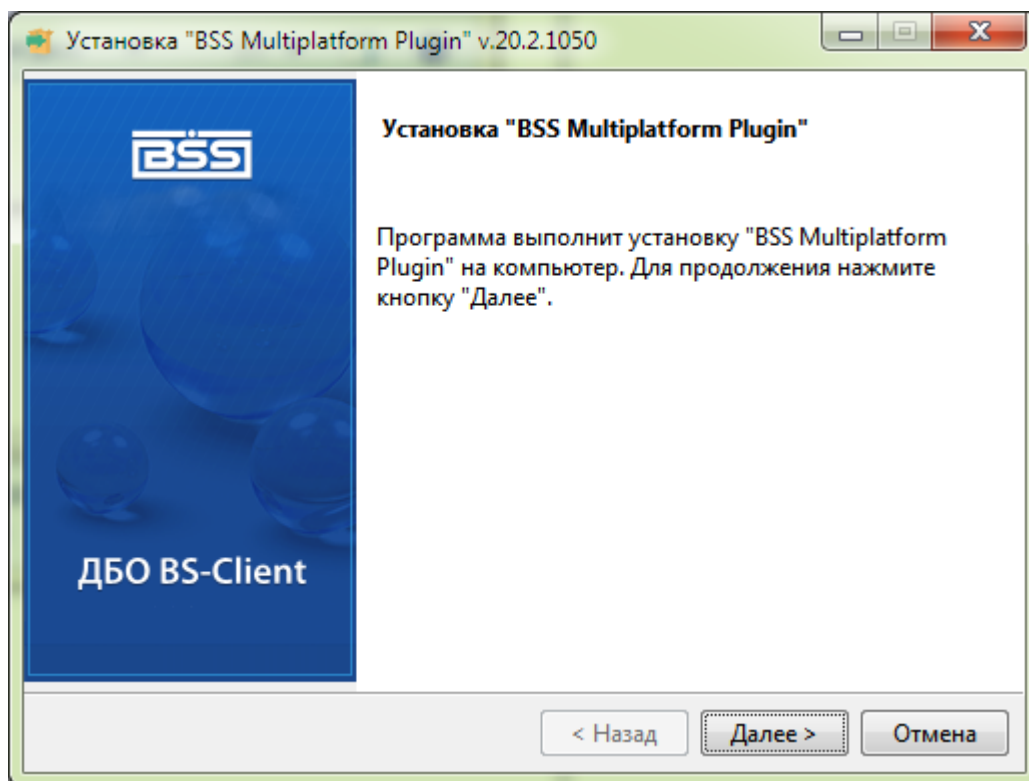 Установка "BSS Multiplatform Plugin" v.20.2.1050
BSS
ДБО BS-Client
Установка "BSS Multiplatform Plugin"
Программа выполнит установку "BSS Multiplatform
Plugin" на компьютер. Для продолжения нажмите
кнопку "Далее".
< Назад
Далее >
Отмена